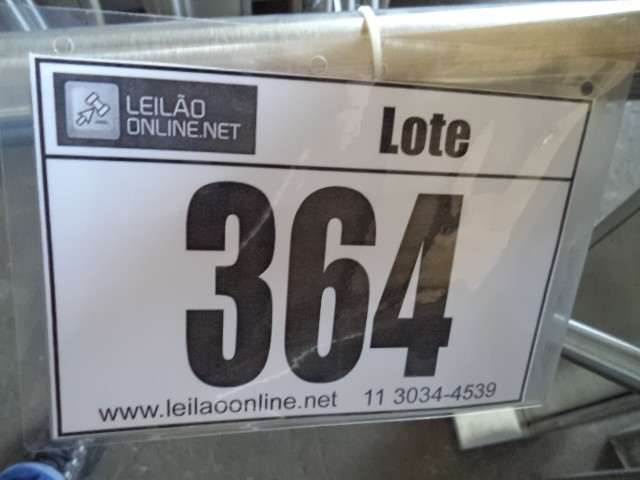 LEILÃO
ONLINE.NET
Lote
364
www.leilaoonline.net 11 3034-4539